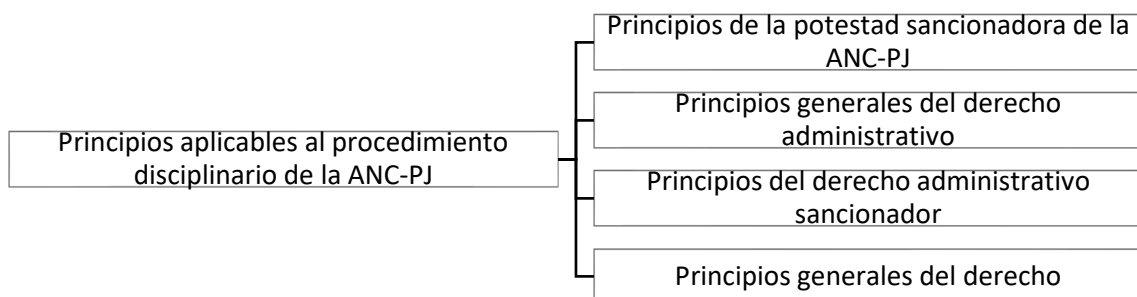 Principios aplicables al procedimiento
disciplinario de la ANC-PJ
Principios de la potestad sancionadora de la
ANC-PJ
Principios generales del derecho
administrativo
Principios del derecho administrativo
sancionador
Principios generales del derecho